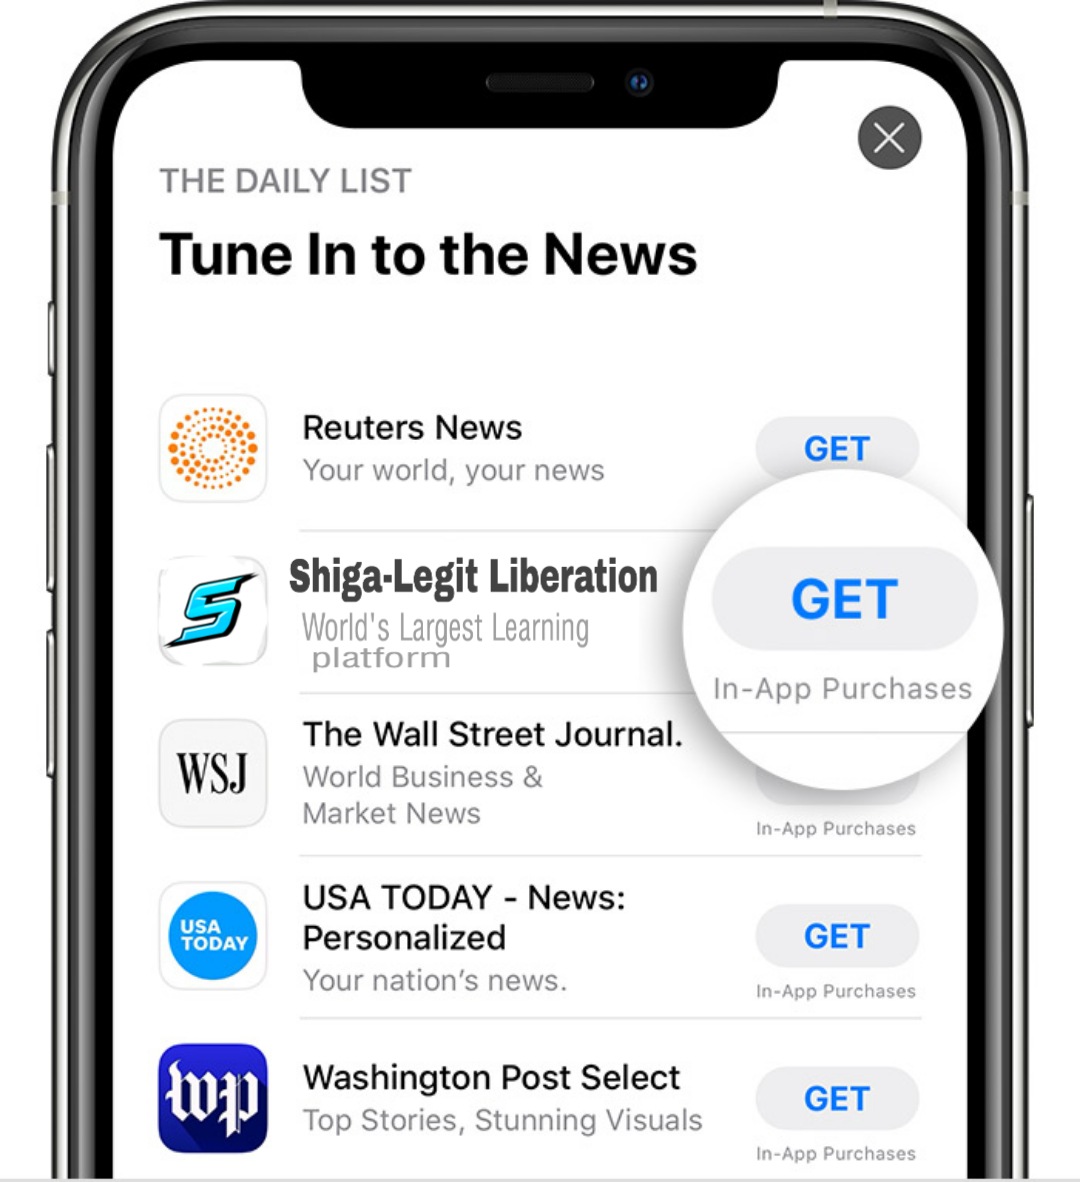 THE DAILY LIST
Tune In to the News
Reuters News
Your world, your news
GET
Shiga-Legit Liberation
World's Largest Learning
platform
GET
In-App Purchases
WSJ
The Wall Street Journal.
World Business &
Market News
In-App Purchases
USA
TODAY
USA TODAY - News:
Personalized
Your nation’s news.
GET
In-App Purchases
wp
Washington Post Select
Top Stories, Stunning Visuals
GET
In-App Purchases